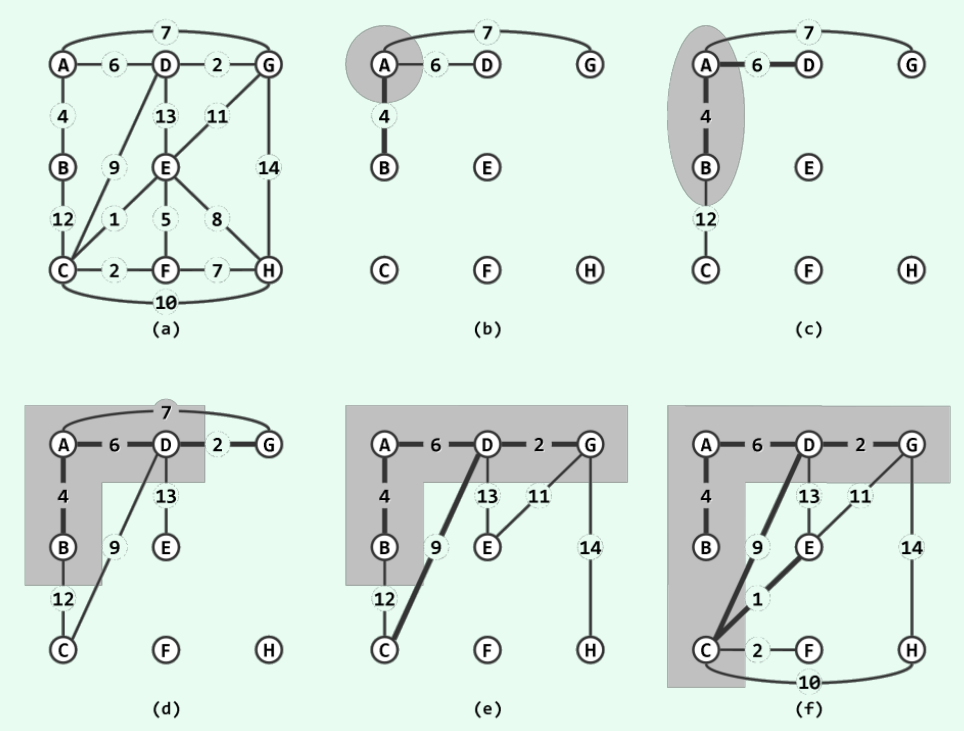 7
A 6 D 2 G
4 13 11
B 9 E 14
12 1 5 8
C 2 F 7 H
10
(a)
7
A 6 D G
4
B E
C F H
(b)
7
A 6 D G
4
B E
12
C F H
(c)
7
A 6 D 2 G
4 13
B 9 E
12
C F H
(d)
A 6 D 2 G
4 13 11
B 9 E 14
12
C F H
(e)
A 6 D 2 G
4 13 11
B 9 E 14
1
C 2 F H
10
(f)